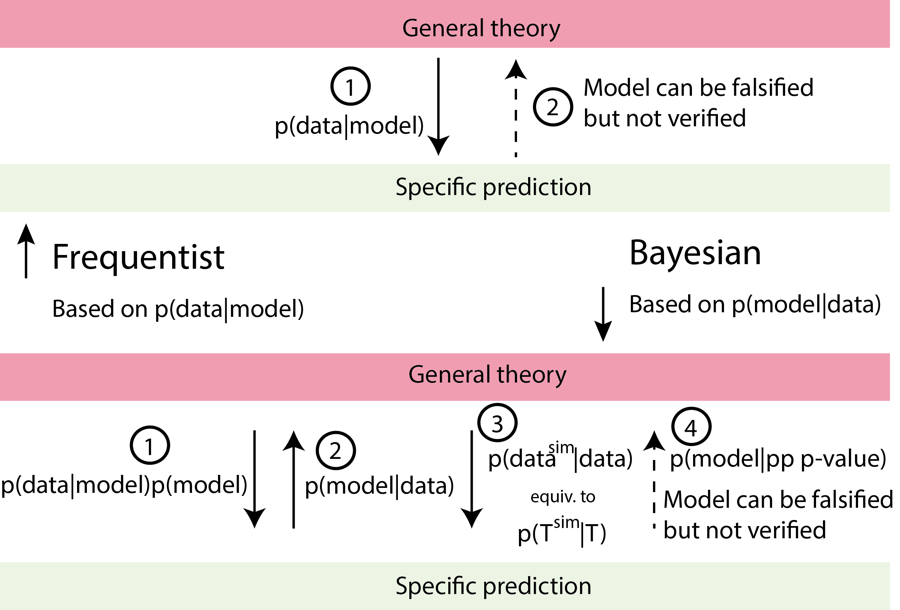 General theory
1
p(data|model)
2
Model can be falsified
but not verified
Specific prediction
Frequentist
Based on p(data|model)
Bayesian
Based on p(model|data)
General theory
1
p(data|model)p(model)
2
p(model|data)
3
p(data^sim|data)
equiv. to
p(T^sim|T)
4
p(model|pp p-value)
Model can be falsified
but not verified
Specific prediction